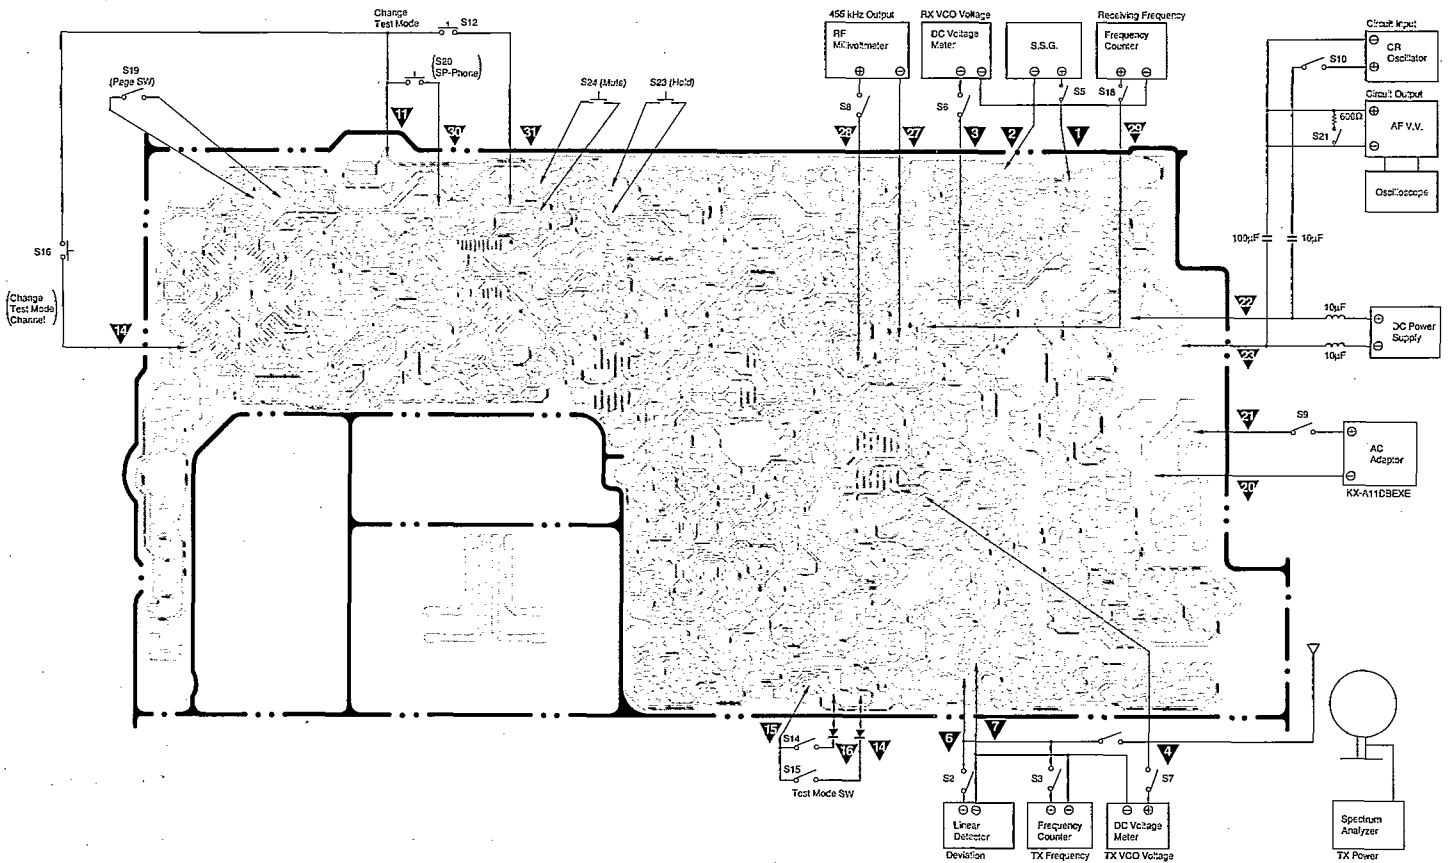 Change
Test Mode
S12
S20
SP-Phone
S19
(Page SW)
S24 (Mute)
S23 (Hold)
455 kHz Output
RF
Millivoltmeter
RX VCO Voltage
DC Voltage
Meter
S.S.G.
Receiving Frequency
Frequency
Counter
Circuit Input
CR
Oscillator
S10
Circuit Output
AF V.V.
600Ω
S21
Oscilloscope
S8
S6
S5
S18
11
30
31
28
27
3
2
1
29
S16
Change
Test Mode
Channel
14
100μF
10μF
22
10μF
DC Power
Supply
23
10μF
21
S9
AC
Adaptor
20
KX-A11CBEXE
15
S14
16
14
S15
Test Mode SW
6
7
4
S2
S3
S7
Linear
Detector
Deviation
Frequency
Counter
TX Frequency
DC Voltage
Meter
TX VCO Voltage
Spectrum
Analyzer
TX Power